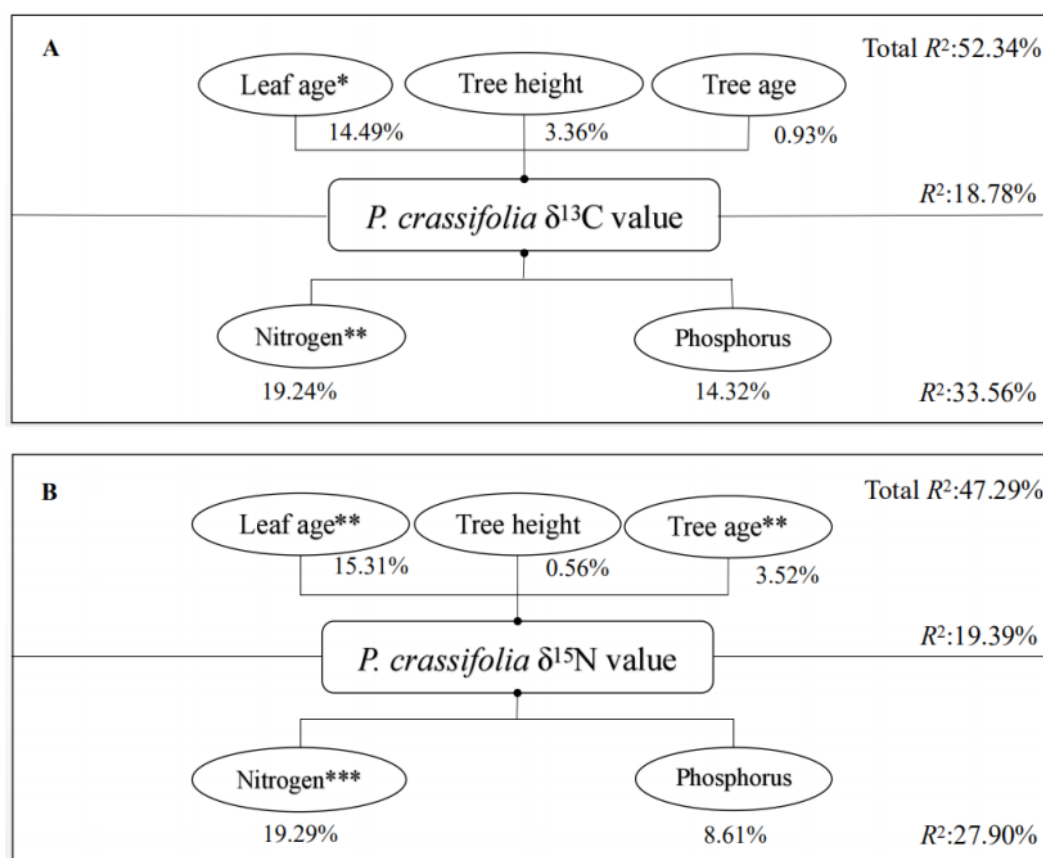 A
Total R²:52.34%
Leaf age*
Tree height
Tree age
14.49%
3.36%
0.93%
R²:18.78%
P. crassifolia δ¹³C value
Nitrogen**
Phosphorus
19.24%
14.32%
R²:33.56%
B
Total R²:47.29%
Leaf age**
Tree height
Tree age**
15.31%
0.56%
3.52%
R²:19.39%
P. crassifolia δ¹⁵N value
Nitrogen***
Phosphorus
19.29%
8.61%
R²:27.90%